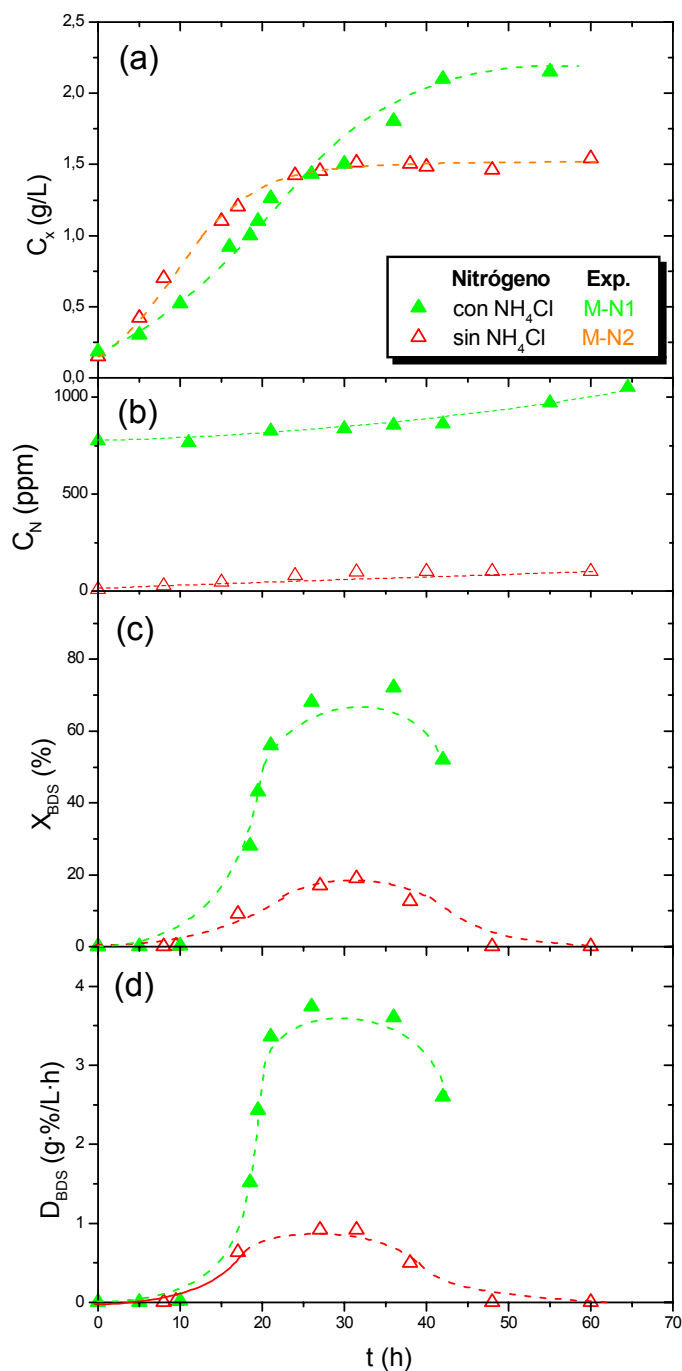 (a)
2,5
2,0
1,5
1,0
0,5
0,0
C_x (g/L)
Nitrógeno Exp.
con NH_4Cl M-N1
sin NH_4Cl M-N2
(b)
1000
500
0
C_N (ppm)
(c)
80
60
40
20
0
X_BDS (%)
(d)
4
3
2
1
0
D_BDS (g·%/L·h)
0 10 20 30 40 50 60 70
t (h)